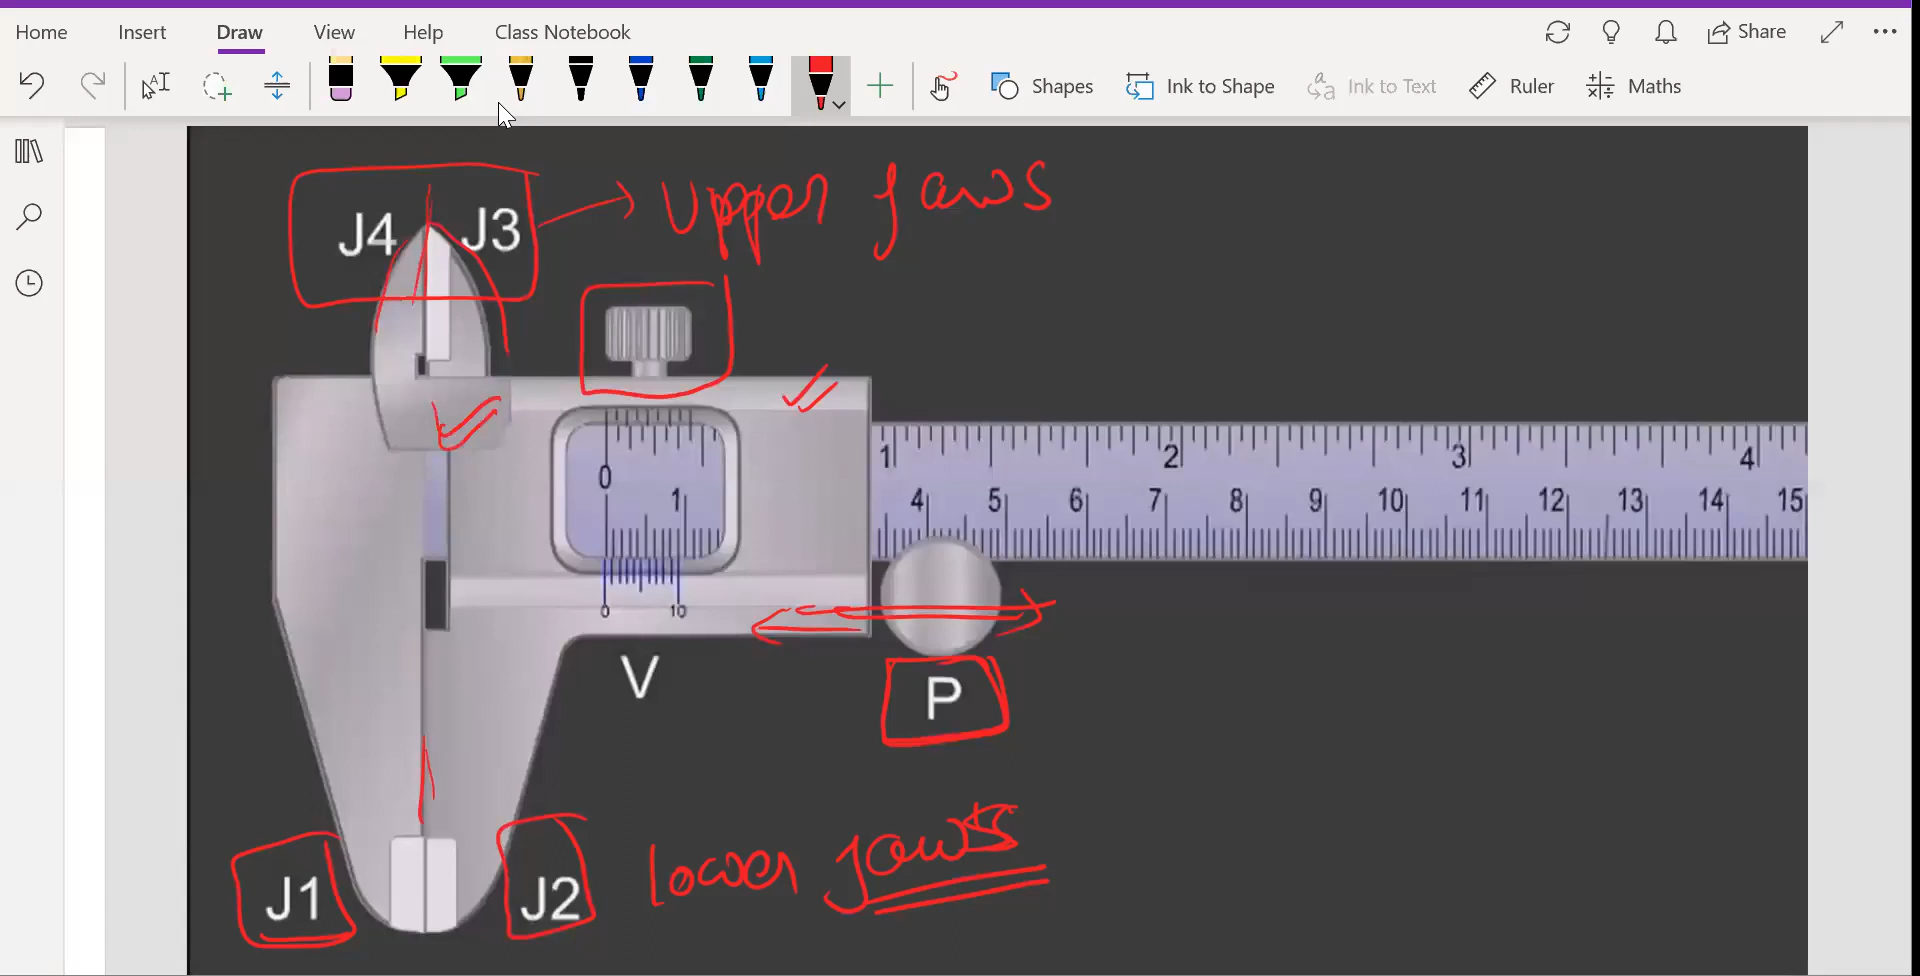 Home Insert Draw View Help Class Notebook Share
A Shapes Ink to Shape Ink to Text Ruler Maths
Upper Jaws
J4 J3
1 2 3 4
0
1 4 5 6 7 8 9 10 11 12 13 14 15
0 10
V P
lower Jaws
J1 J2